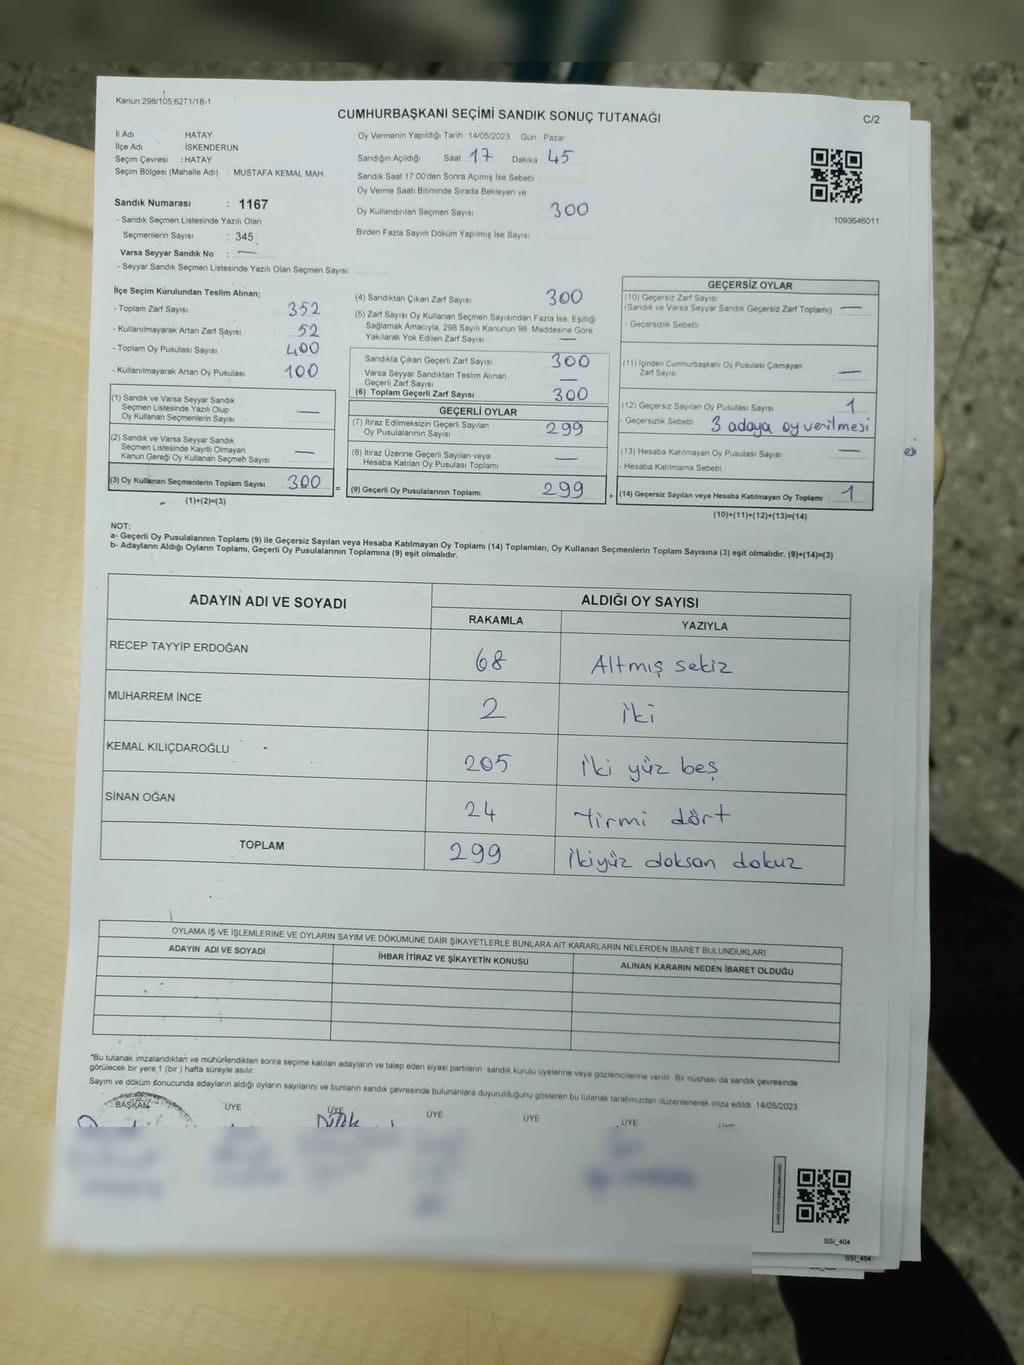 Kanun:298/105:6271/18-1
CUMHURBAŞKANI SEÇİMİ SANDIK SONUÇ TUTANAĞI
C/2
İl Adı HATAY
İlçe Adı İSKENDERUN
Seçim Çevresi : HATAY
Seçim Bölgesi (Mahalle Adı) : MUSTAFA KEMAL MAH.
Sandık Numarası : 1167
- Sandık Seçmen Listesinde Yazılı Olan
Seçmenlerin Sayısı : 345
Varsa Seyyar Sandık No : —
- Seyyar Sandık Seçmen Listesinde Yazılı Olan Seçmen Sayısı
Oy Vermenin Yapıldığı Tarih : 14/05/2023 Gün Pazar
Sandığın Açıldığı Saat 17 Dakika 45
Sandık Saat 17:00'den Sonra Açımış İse Sebebi
Oy Verme Saati Bitiminde Sırada Bekleyen ve
Oy Kullandırılan Seçmen Sayısı 300
Birden Fazla Sayım Döküm Yapılmış İse Sayısı
1093646011
İlçe Seçim Kurulundan Teslim Alınan;
- Toplam Zarf Sayısı 352
- Kullanılmayarak Artan Zarf Sayısı 52
- Toplam Oy Pusulası Sayısı 400
- Kullanılmayarak Artan Oy Pusulası 100
(1) Sandık ve Varsa Seyyar Sandık
Seçmen Listesinde Yazılı Olup
Oy Kullanan Seçmenlerin Sayısı —
(2) Sandık ve Varsa Seyyar Sandık
Seçmen Listesinde Kayıtlı Olmayan
Kanun Gereği Oy Kullanan Seçmen Sayısı —
(3) Oy Kullanan Seçmenlerin Toplam Sayısı 300
(1)+(2)=(3)
=
(4) Sandıktan Çıkan Zarf Sayısı 300
(5) Zarf Sayısı Oy Kullanan Seçmen Sayısından Fazla İse, Eşitliği
Sağlamak Amacıyla, 298 Sayılı Kanunun 98. Maddesine Göre
Yakılarak Yok Edilen Zarf Sayısı —
Sandıkta Çıkan Geçerli Zarf Sayısı 300
Varsa Seyyar Sandıktan Teslim Alınan
Geçerli Zarf Sayısı —
(6) Toplam Geçerli Zarf Sayısı 300
GEÇERLİ OYLAR
(7) İtiraz Edilmeksizin Geçerli Sayılan
Oy Pusulalarının Sayısı 299
(8) İtiraz Üzerine Geçerli Sayılan veya
Hesaba Katılan Oy Pusulası Toplamı —
(9) Geçerli Oy Pusulalarının Toplamı 299
+
GEÇERSİZ OYLAR
(10) Geçersiz Zarf Sayısı
(Sandık ve Varsa Seyyar Sandık Geçersiz Zarf Toplamı) —
- Geçersizlik Sebebi
(11) İçinden Cumhurbaşkanı Oy Pusulası Çıkmayan
Zarf Sayısı —
(12) Geçersiz Sayılan Oy Pusulası Sayısı 1
- Geçersizlik Sebebi 3 adaya oy verilmesi
(13) Hesaba Katılmayan Oy Pusulası Sayısı —
- Hesaba Katılmama Sebebi
(14) Geçersiz Sayılan veya Hesaba Katılmayan Oy Toplamı : 1
(10)+(11)+(12)+(13)=(14)
NOT:
a- Geçerli Oy Pusulalarının Toplamı (9) ile Geçersiz Sayılan veya Hesaba Katılmayan Oy Toplamı (14) Toplamları, Oy Kullanan Seçmenlerin Toplam Sayısına (3) eşit olmalıdır. (9)+(14)=(3)
b- Adayların Aldığı Oyların Toplamı, Geçerli Oy Pusulalarının Toplamına (9) eşit olmalıdır.
ADAYIN ADI VE SOYADI
ALDIĞI OY SAYISI
RAKAMLA YAZIYLA
RECEP TAYYİP ERDOĞAN 68 Altmış sekiz
MUHARREM İNCE 2 iki
KEMAL KILIÇDAROĞLU 205 İki yüz beş
SİNAN OĞAN 24 Yirmi dört
TOPLAM 299 İkiyüz doksan dokuz
OYLAMA İŞ VE İŞLEMLERİNE VE OYLARIN SAYIM VE DÖKÜMÜNE DAİR ŞİKAYETLERLE BUNLARA AİT KARARLARIN NELERDEN İBARET BULUNDUKLARI
ADAYIN ADI VE SOYADI İHBAR İTİRAZ VE ŞİKAYETİN KONUSU ALINAN KARARIN NEDEN İBARET OLDUĞU
*Bu tutanak imzalandıktan ve mühürlendikten sonra seçime katılan adayların ve talep eden siyasi partilerin sandık kurulu üyelerine veya gözlemcilerine verilir. Bir nüshası da sandık çevresinde
görülecek bir yere 1 (bir) hafta süreyle asılır.
Sayım ve döküm sonucunda adayların aldığı oyların sayılarını ve bunların sandık çevresinde bulunanlara duyurulduğunu gösteren bu tutanak tarafımızdan düzenlenerek imza edildi. 14/05/2023
BAŞKAN ÜYE ÜYE ÜYE ÜYE ÜYE
SSI_404
SSI_404